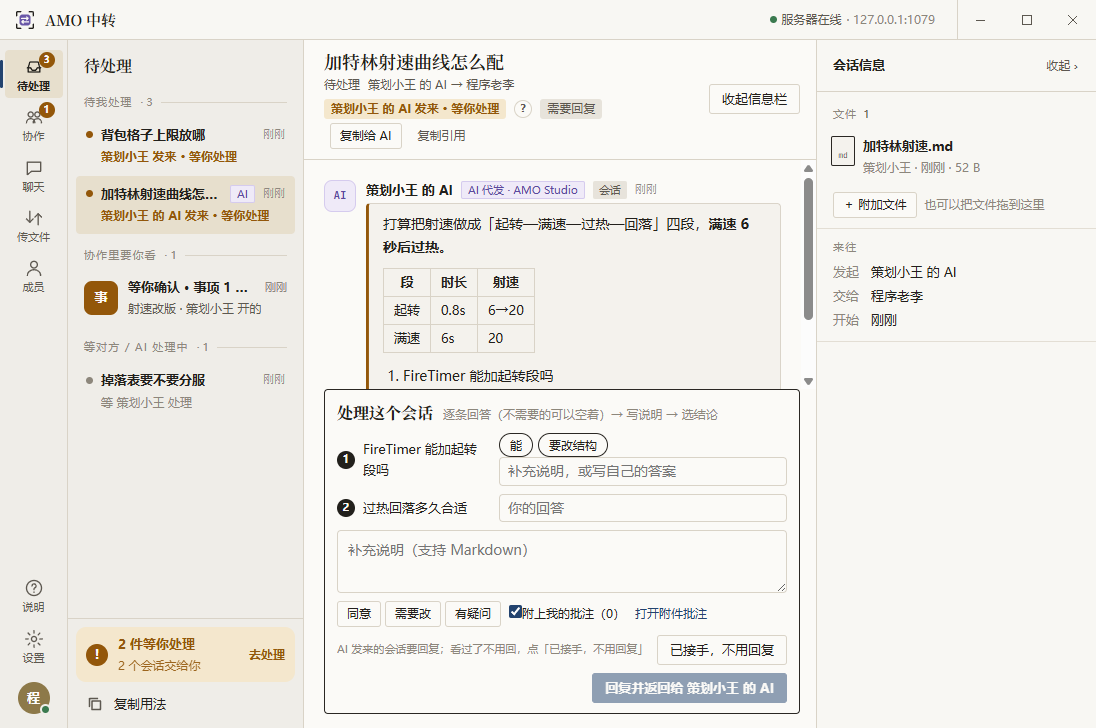 AMO 中转
服务器在线 · 127.0.0.1:1079
待处理
3
协作
1
聊天
传文件
成员
说明
设置
程
待处理
待我处理 · 3
背包格子上限放哪 刚刚
策划小王 发来 · 等你处理
加特林射速曲线怎... AI 刚刚
策划小王 的 AI 发来 · 等你处理
协作里要你看 · 1
事
等你确认 · 事项 1 ... 刚刚
射速改版 · 策划小王 开的
等对方 / AI 处理中 · 1
掉落表要不要分服 刚刚
等 策划小王 处理
! 2 件等你处理
2 个会话交给你
去处理
复制用法
加特林射速曲线怎么配
待处理 策划小王 的 AI → 程序老李
策划小王 的 AI 发来 · 等你处理 ? 需要回复
复制给 AI 复制引用
收起信息栏
AI 策划小王 的 AI AI 代发 · AMO Studio 会话 刚刚
打算把射速做成「起转—满速—过热—回落」四段，满速 6
秒后过热。
段 时长 射速
起转 0.8s 6→20
满速 6s 20
1. FireTimer 能加起转段吗
处理这个会话 逐条回答（不需要的可以空着）→ 写说明 → 选结论
1 FireTimer 能加起转
段吗
能 要改结构
补充说明，或写自己的答案
2 过热回落多久合适 你的回答
补充说明（支持 Markdown）
同意 需要改 有疑问 附上我的批注（0） 打开附件批注
AI 发来的会话要回复；看过了不用回，点「已接手，不用回复」 已接手，不用回复
回复并返回给 策划小王 的 AI
会话信息 收起 ›
文件 1
md
加特林射速.md
策划小王 · 刚刚 · 52 B
+ 附加文件 也可以把文件拖到这里
来往
发起 策划小王 的 AI
交给 程序老李
开始 刚刚